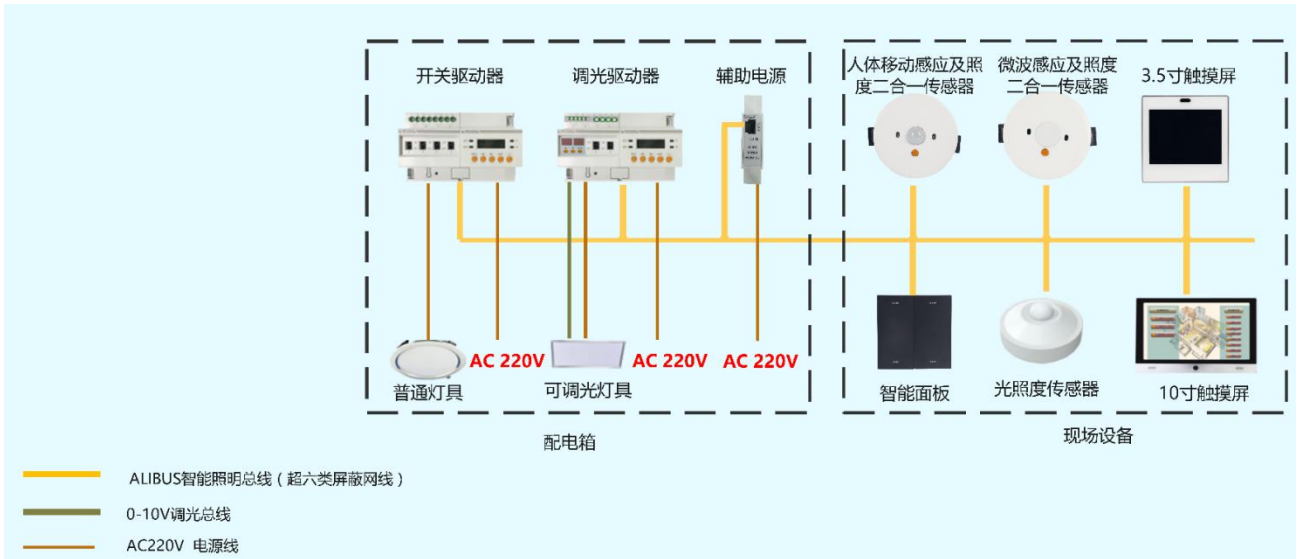 开关驱动器
调光驱动器
辅助电源
人体移动感应及照
度二合一传感器
微波感应及照度
二合一传感器
3.5寸触摸屏
AC 220V
AC 220V
AC 220V
普通灯具
可调光灯具
智能面板
光照度传感器
10寸触摸屏
配电箱
现场设备
ALIBUS智能照明总线（超六类屏蔽网线）
0-10V调光总线
AC220V 电源线